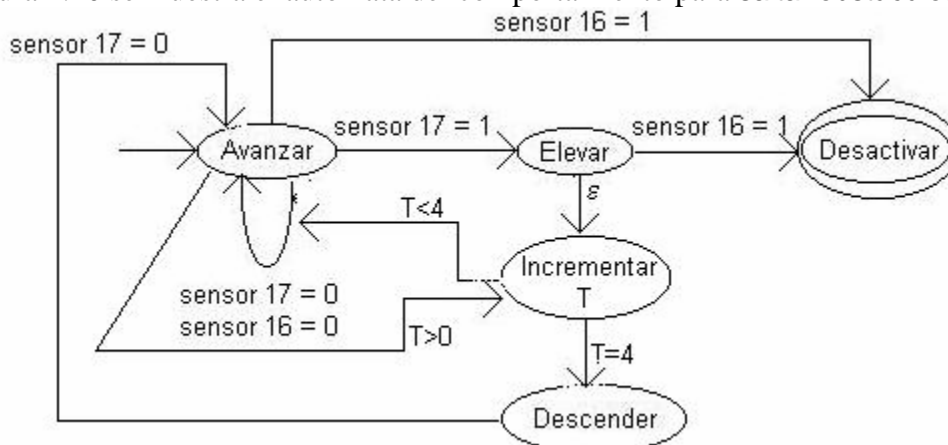 sensor 16 = 1
sensor 17 = 0
sensor 17 = 1
sensor 16 = 1
Avanzar
Elevar
Desactivar
ε
T<4
*
Incrementar
T
sensor 17 = 0
sensor 16 = 0
T>0
T=4
Descender